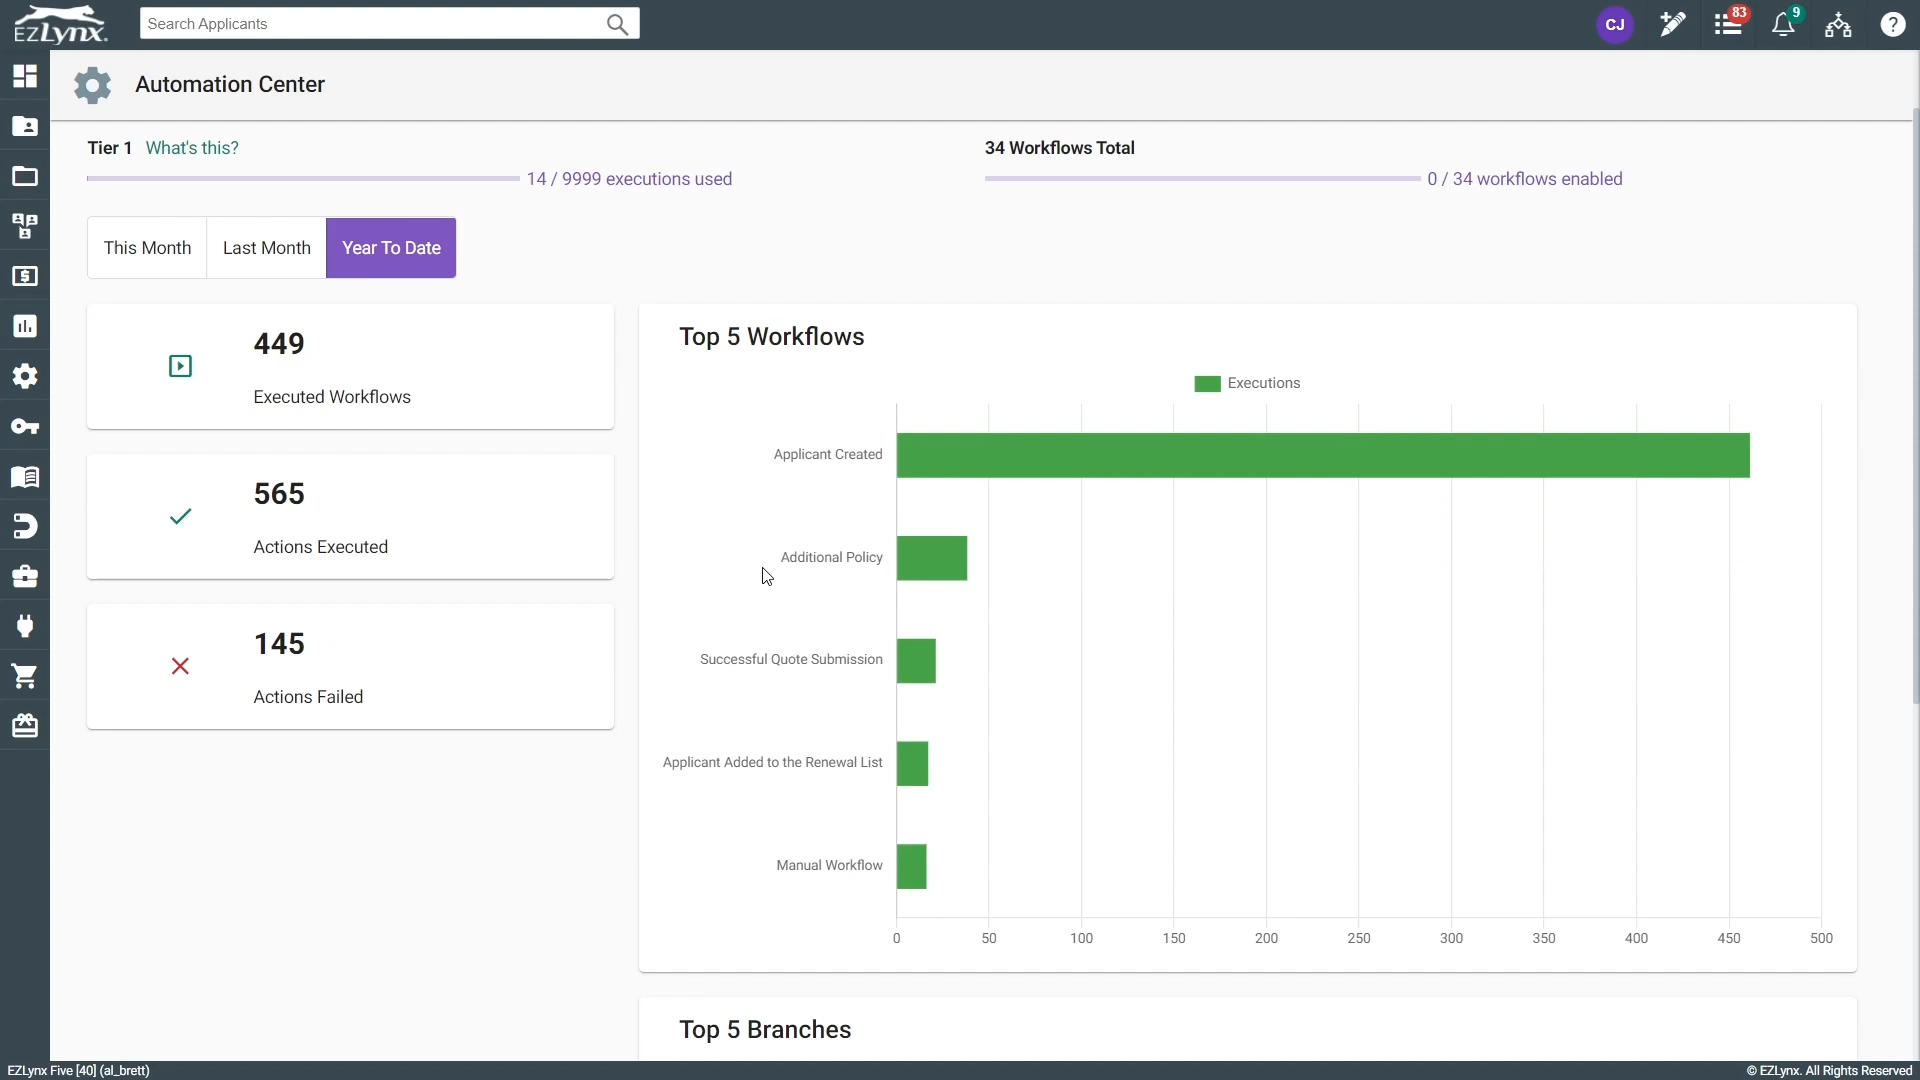 EZLynx
Search Applicants
CJ
83
9
?
Automation Center
Tier 1 What's this?
14 / 9999 executions used
34 Workflows Total
0 / 34 workflows enabled
This Month
Last Month
Year To Date
449
Executed Workflows
565
Actions Executed
145
Actions Failed
Top 5 Workflows
Executions
Applicant Created
Additional Policy
Successful Quote Submission
Applicant Added to the Renewal List
Manual Workflow
0 50 100 150 200 250 300 350 400 450 500
Top 5 Branches
EZLynx Five [40] (al_brett)
© EZLynx. All Rights Reserved